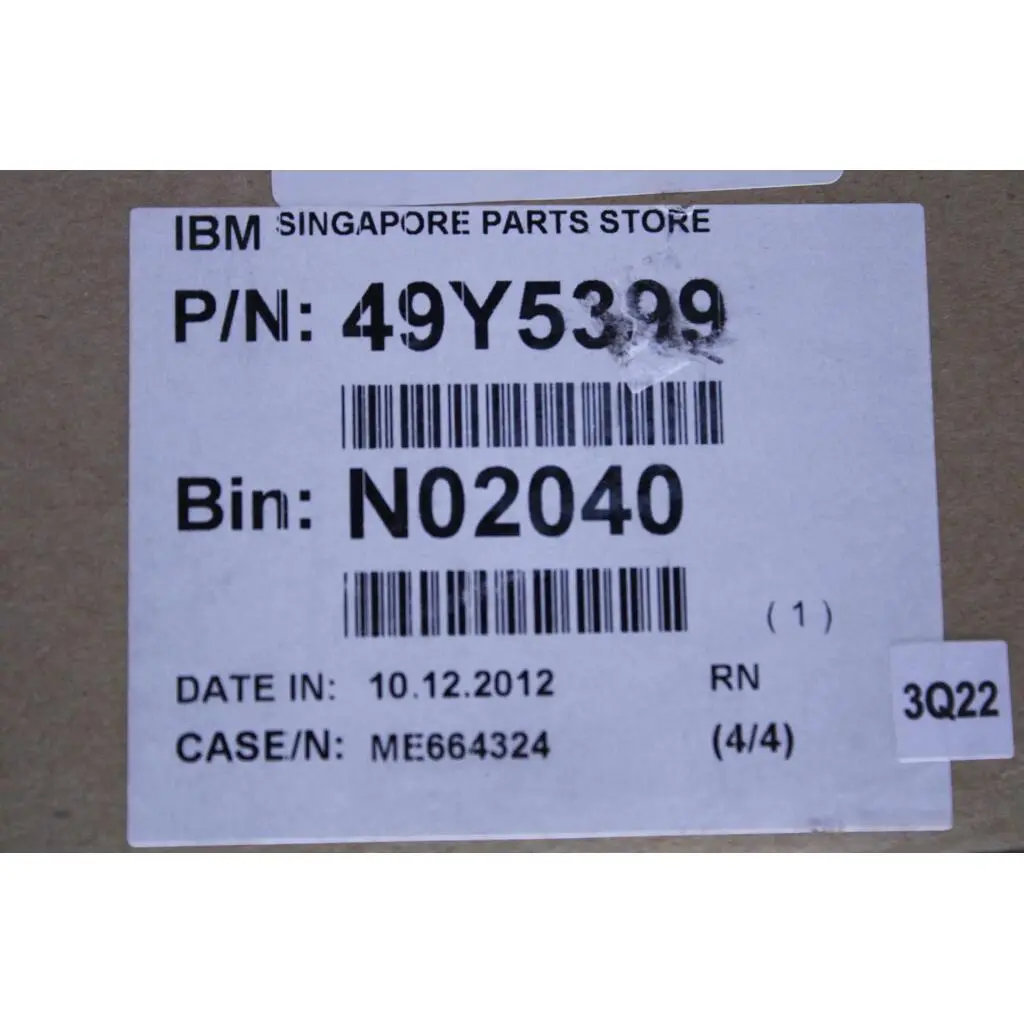 IBM SINGAPORE PARTS STORE
P/N: 49Y5399
Bin: N02040
( 1 )
DATE IN: 10.12.2012 RN
3Q22
CASE/N: ME664324 (4/4)